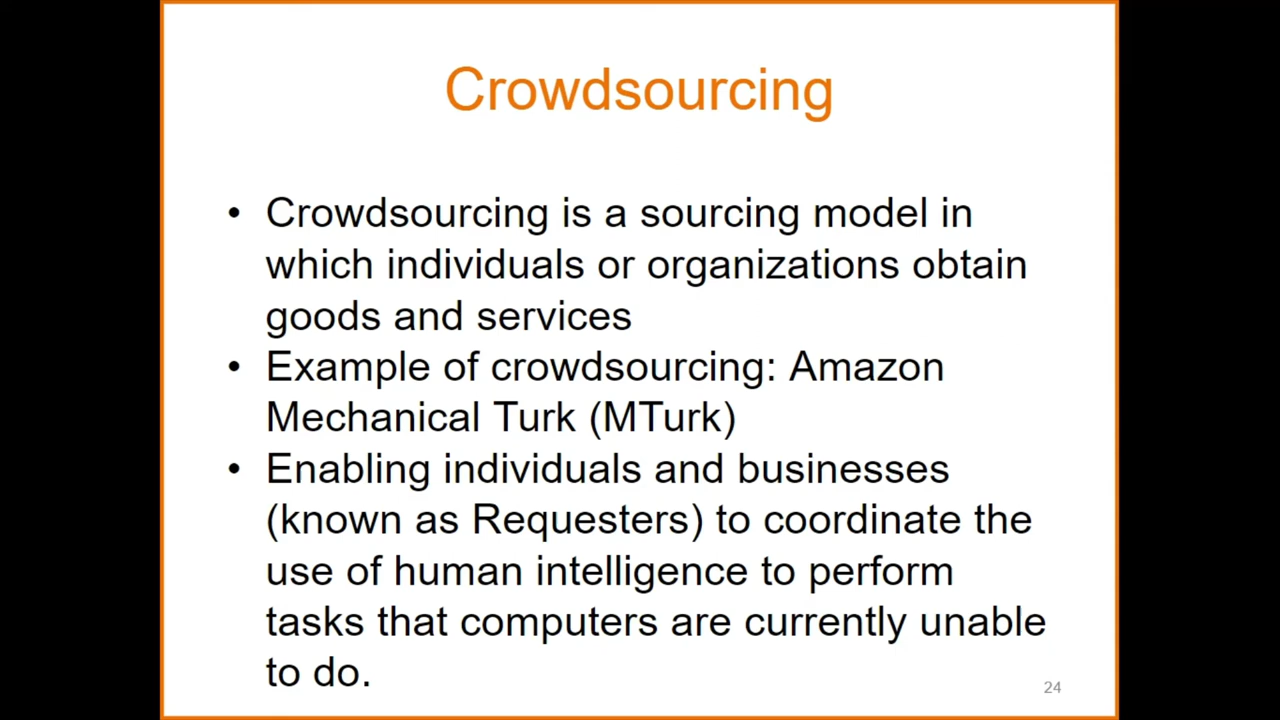 Crowdsourcing
• Crowdsourcing is a sourcing model in
which individuals or organizations obtain
goods and services
• Example of crowdsourcing: Amazon
Mechanical Turk (MTurk)
• Enabling individuals and businesses
(known as Requesters) to coordinate the
use of human intelligence to perform
tasks that computers are currently unable
to do.
24